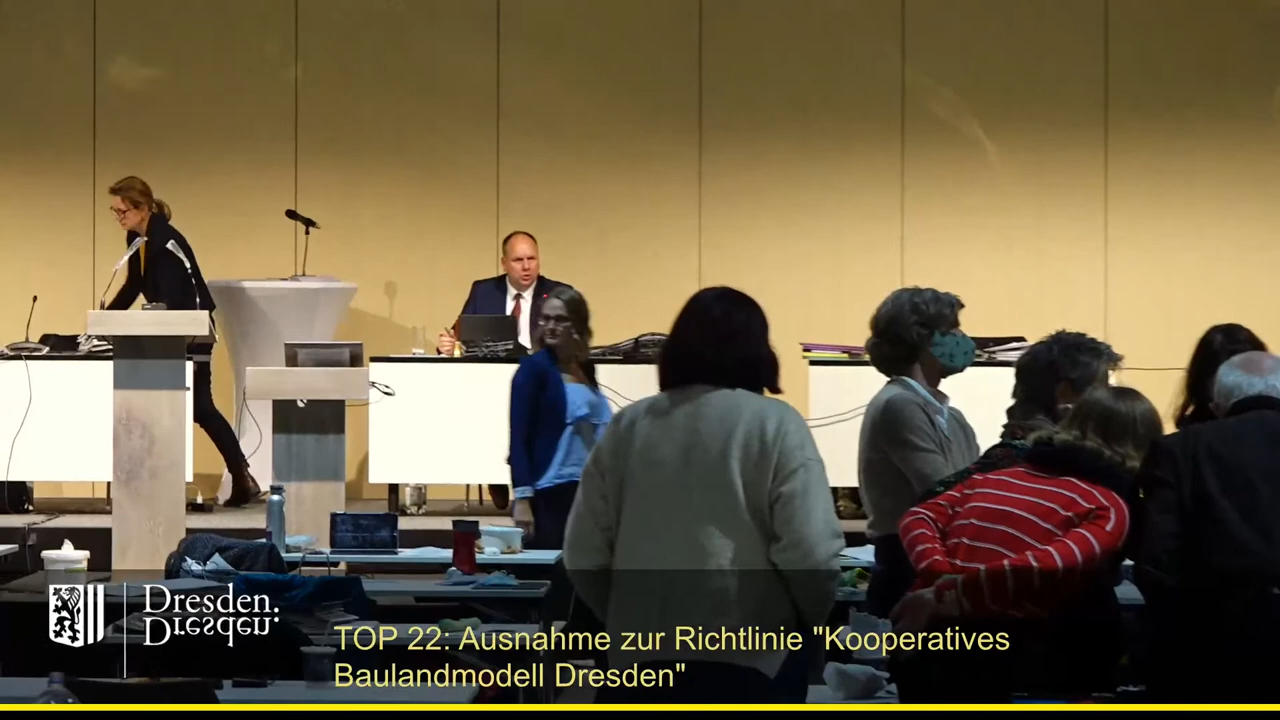 Dresden.
Dresden.
TOP 22: Ausnahme zur Richtlinie "Kooperatives
Baulandmodell Dresden"